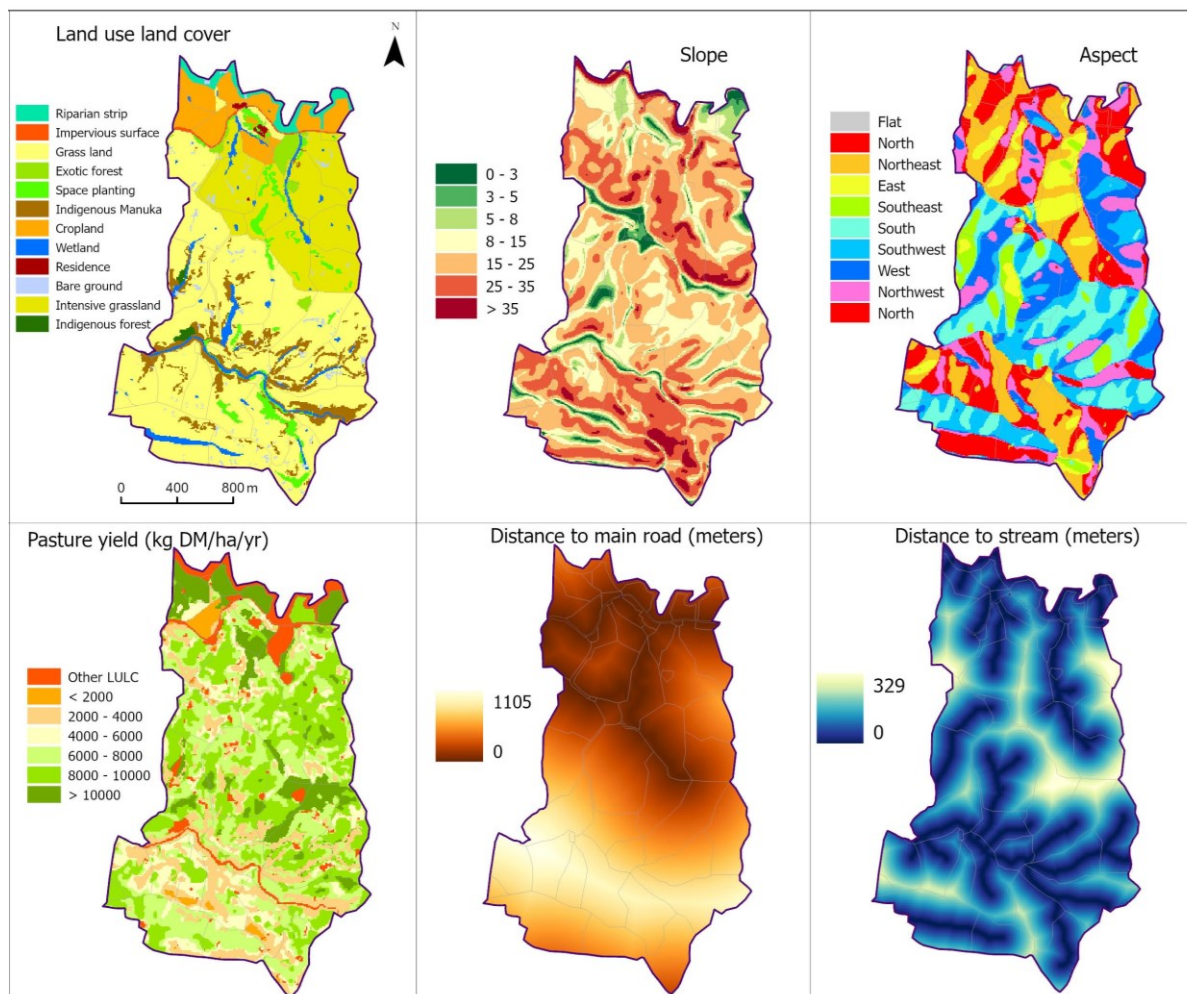 Land use land cover
N
Riparian strip
Impervious surface
Grass land
Exotic forest
Space planting
Indigenous Manuka
Cropland
Wetland
Residence
Bare ground
Intensive grassland
Indigenous forest
0 400 800 m
Slope
0 - 3
3 - 5
5 - 8
8 - 15
15 - 25
25 - 35
> 35
Aspect
Flat
North
Northeast
East
Southeast
South
Southwest
West
Northwest
North
Pasture yield (kg DM/ha/yr)
Other LULC
< 2000
2000 - 4000
4000 - 6000
6000 - 8000
8000 - 10000
> 10000
Distance to main road (meters)
1105
0
Distance to stream (meters)
329
0